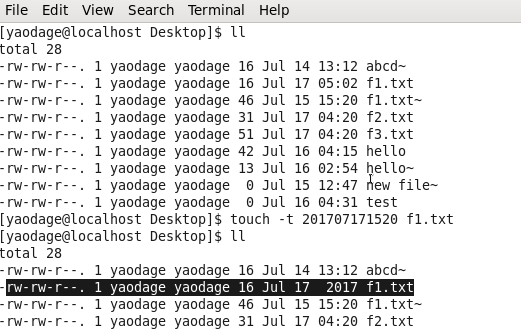 File Edit View Search Terminal Help
[yaodage@localhost Desktop]$ ll
total 28
-rw-rw-r--. 1 yaodage yaodage 16 Jul 14 13:12 abcd~
-rw-rw-r--. 1 yaodage yaodage 16 Jul 17 05:02 f1.txt
-rw-rw-r--. 1 yaodage yaodage 46 Jul 15 15:20 f1.txt~
-rw-rw-r--. 1 yaodage yaodage 31 Jul 17 04:20 f2.txt
-rw-rw-r--. 1 yaodage yaodage 51 Jul 17 04:20 f3.txt
-rw-rw-r--. 1 yaodage yaodage 42 Jul 16 04:15 hello
-rw-rw-r--. 1 yaodage yaodage 13 Jul 16 02:54 hello~
-rw-rw-r--. 1 yaodage yaodage  0 Jul 15 12:47 new file~
-rw-rw-r--. 1 yaodage yaodage  0 Jul 16 04:31 test
[yaodage@localhost Desktop]$ touch -t 201707171520 f1.txt
[yaodage@localhost Desktop]$ ll
total 28
-rw-rw-r--. 1 yaodage yaodage 16 Jul 14 13:12 abcd~
-rw-rw-r--. 1 yaodage yaodage 16 Jul 17  2017 f1.txt
-rw-rw-r--. 1 yaodage yaodage 46 Jul 15 15:20 f1.txt~
-rw-rw-r--. 1 yaodage yaodage 31 Jul 17 04:20 f2.txt